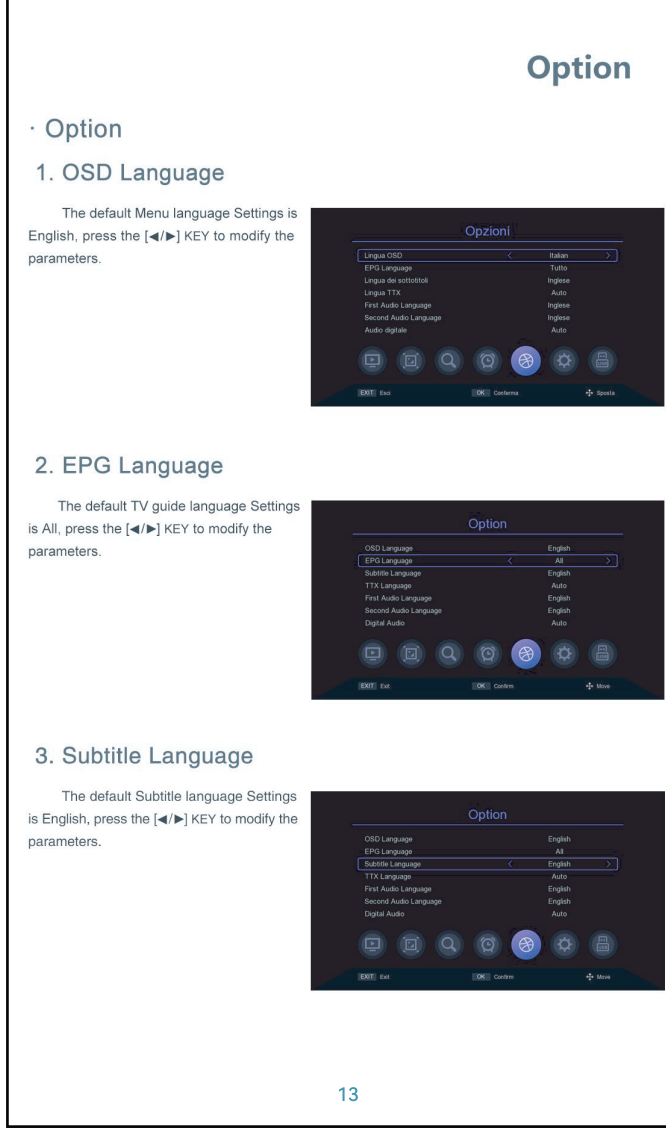 Option
· Option
1. OSD Language
The default Menu language Settings is
English, press the [◄/►] KEY to modify the
parameters.
Opzioni
Lingua OSD < Italian >
EPG Language Tutto
Lingua dei sottotitoli Inglese
Lingua TTX Auto
First Audio Language Inglese
Second Audio Language Inglese
Audio digitale Auto
EXIT Esci OK Conferma Sposta
2. EPG Language
The default TV guide language Settings
is All, press the [◄/►] KEY to modify the
parameters.
Option
OSD Language English
EPG Language < All >
Subtitle Language English
TTX Language Auto
First Audio Language English
Second Audio Language English
Digital Audio Auto
EXIT Exit OK Confirm Move
3. Subtitle Language
The default Subtitle language Settings
is English, press the [◄/►] KEY to modify the
parameters.
Option
OSD Language English
EPG Language All
Subtitle Language < English >
TTX Language Auto
First Audio Language English
Second Audio Language English
Digital Audio Auto
EXIT Exit OK Confirm Move
13